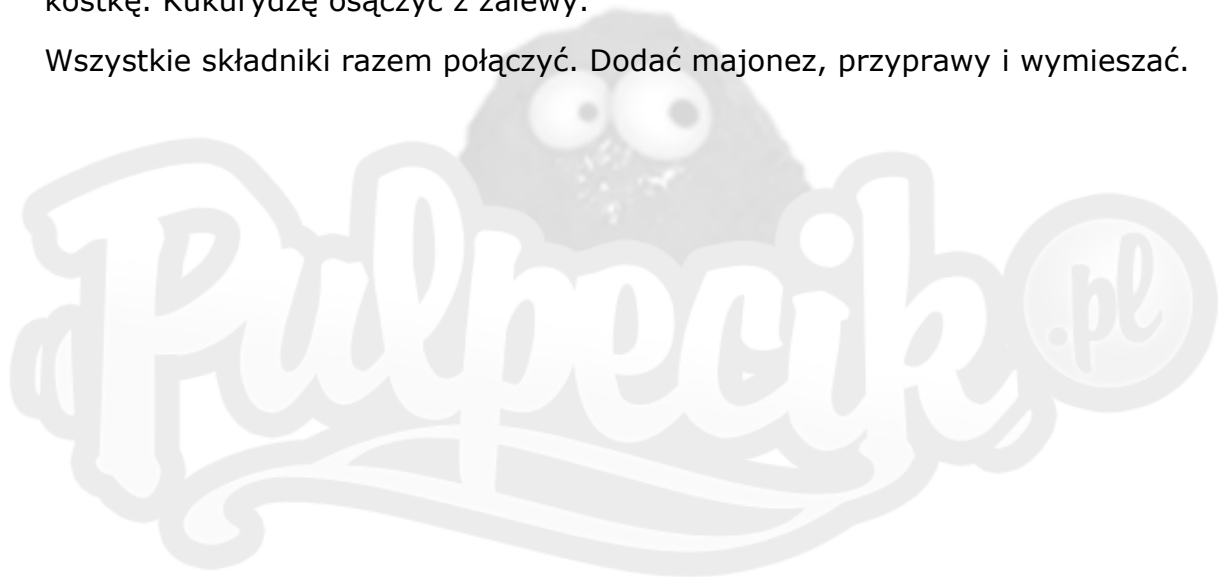 kostkę. Kukurydzę osączyć z zalewy.
Wszystkie składniki razem połączyć. Dodać majonez, przyprawy i wymieszać.
Pulpecik.pl